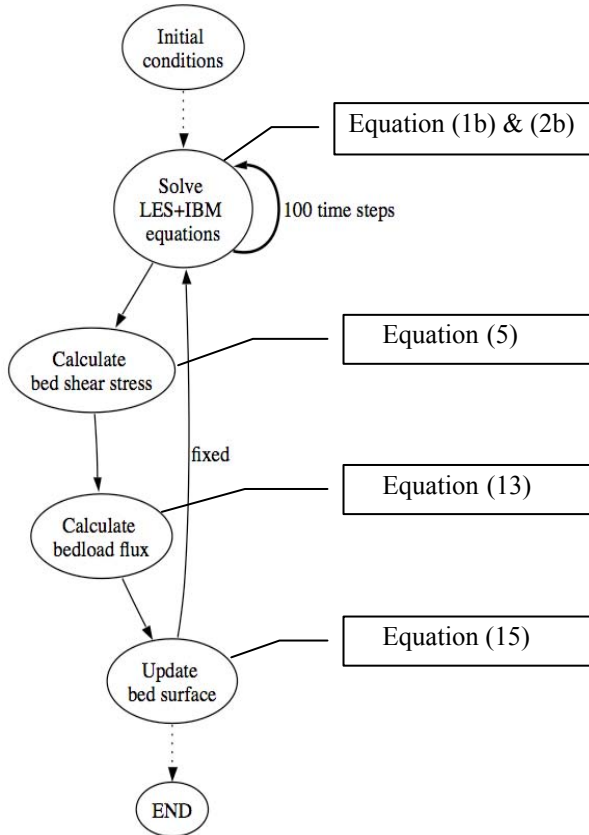 Initial
conditions
Equation (1b) & (2b)
Solve
LES+IBM
equations
100 time steps
Equation (5)
Calculate
bed shear stress
fixed
Equation (13)
Calculate
bedload flux
Equation (15)
Update
bed surface
END